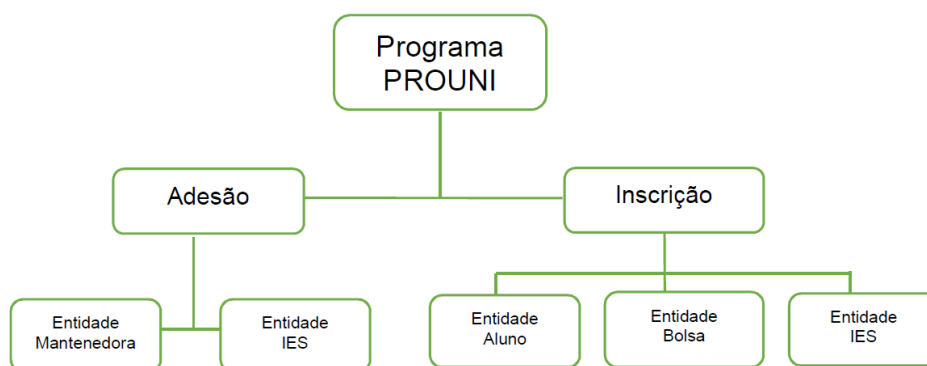 Programa
PROUNI
Adesão
Inscrição
Entidade
Mantenedora
Entidade
IES
Entidade
Aluno
Entidade
Bolsa
Entidade
IES